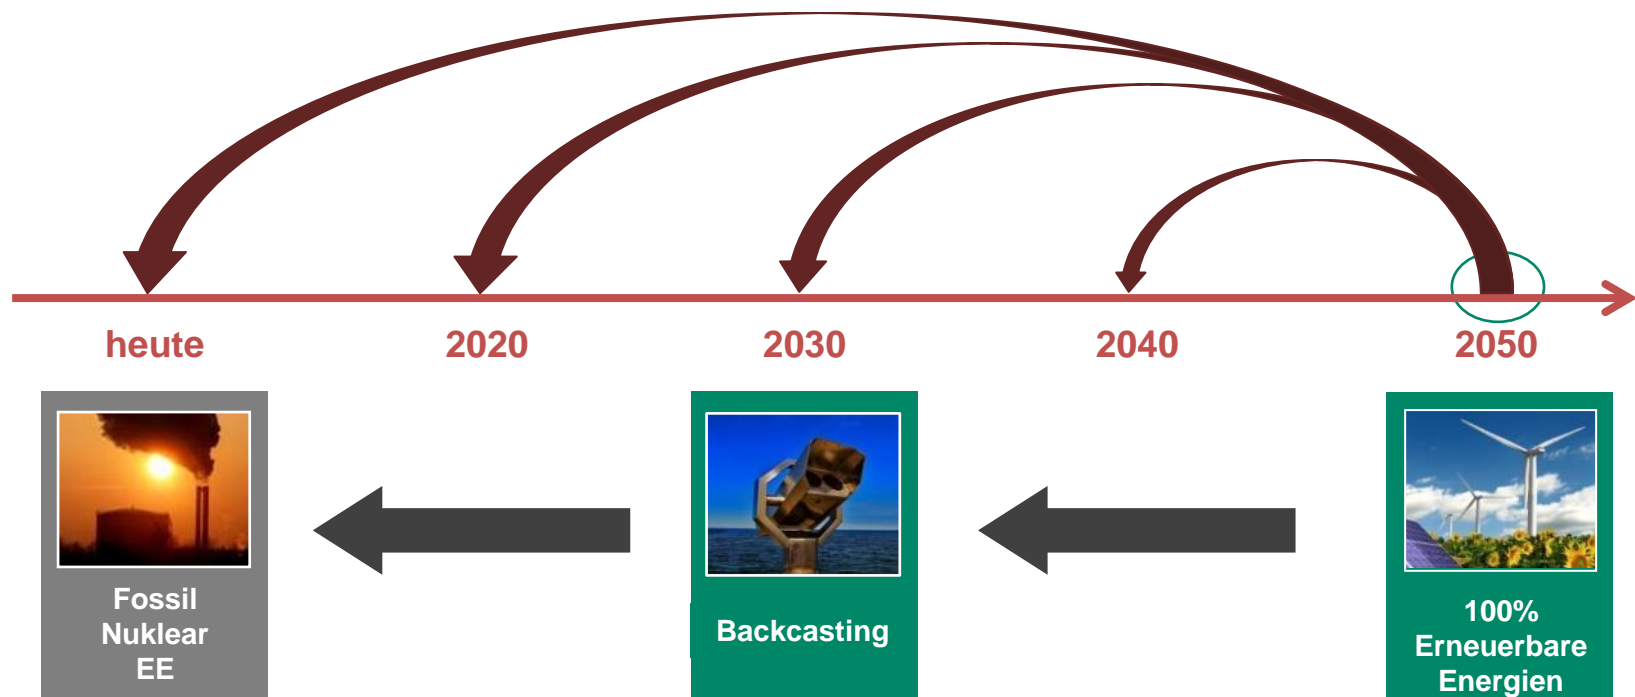 heute
2020
2030
2040
2050
Fossil
Nuklear
EE
Backcasting
100%
Erneuerbare
Energien